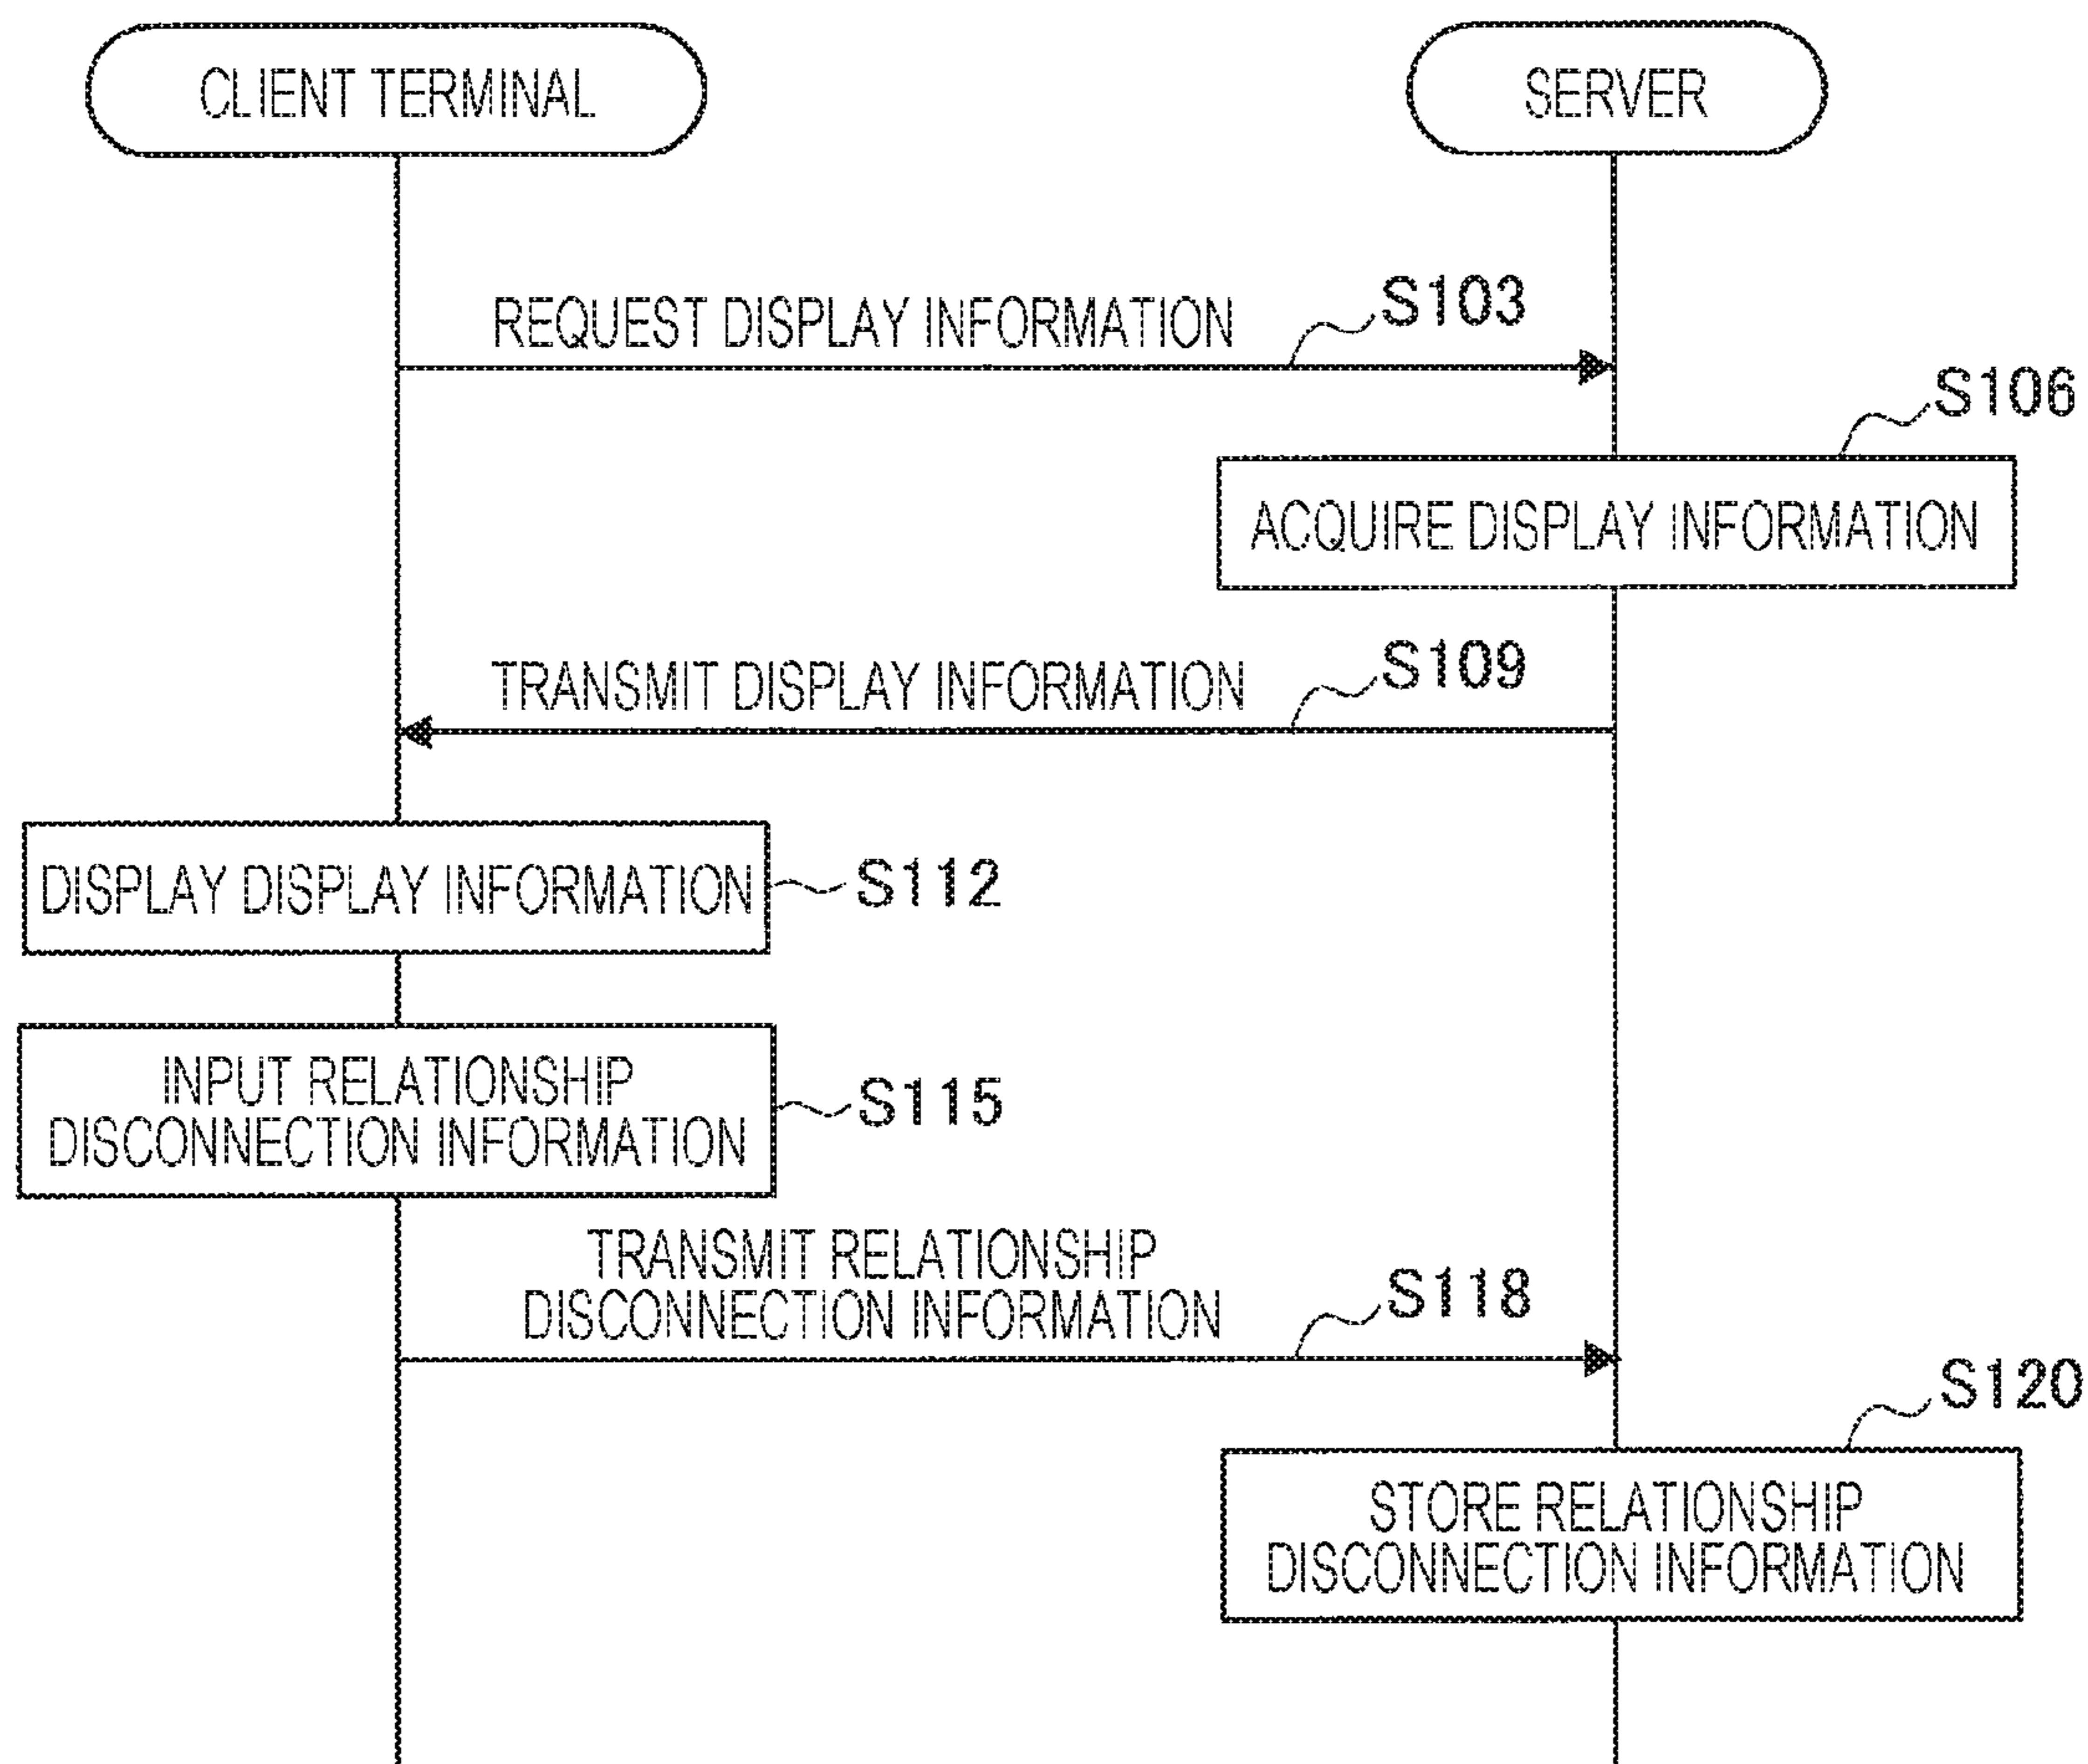 CLIENT TERMINAL
SERVER
REQUEST DISPLAY INFORMATION
S103
S106
ACQUIRE DISPLAY INFORMATION
TRANSMIT DISPLAY INFORMATION
S109
DISPLAY DISPLAY INFORMATION
S112
INPUT RELATIONSHIP
DISCONNECTION INFORMATION
S115
TRANSMIT RELATIONSHIP
DISCONNECTION INFORMATION
S118
S120
STORE RELATIONSHIP
DISCONNECTION INFORMATION